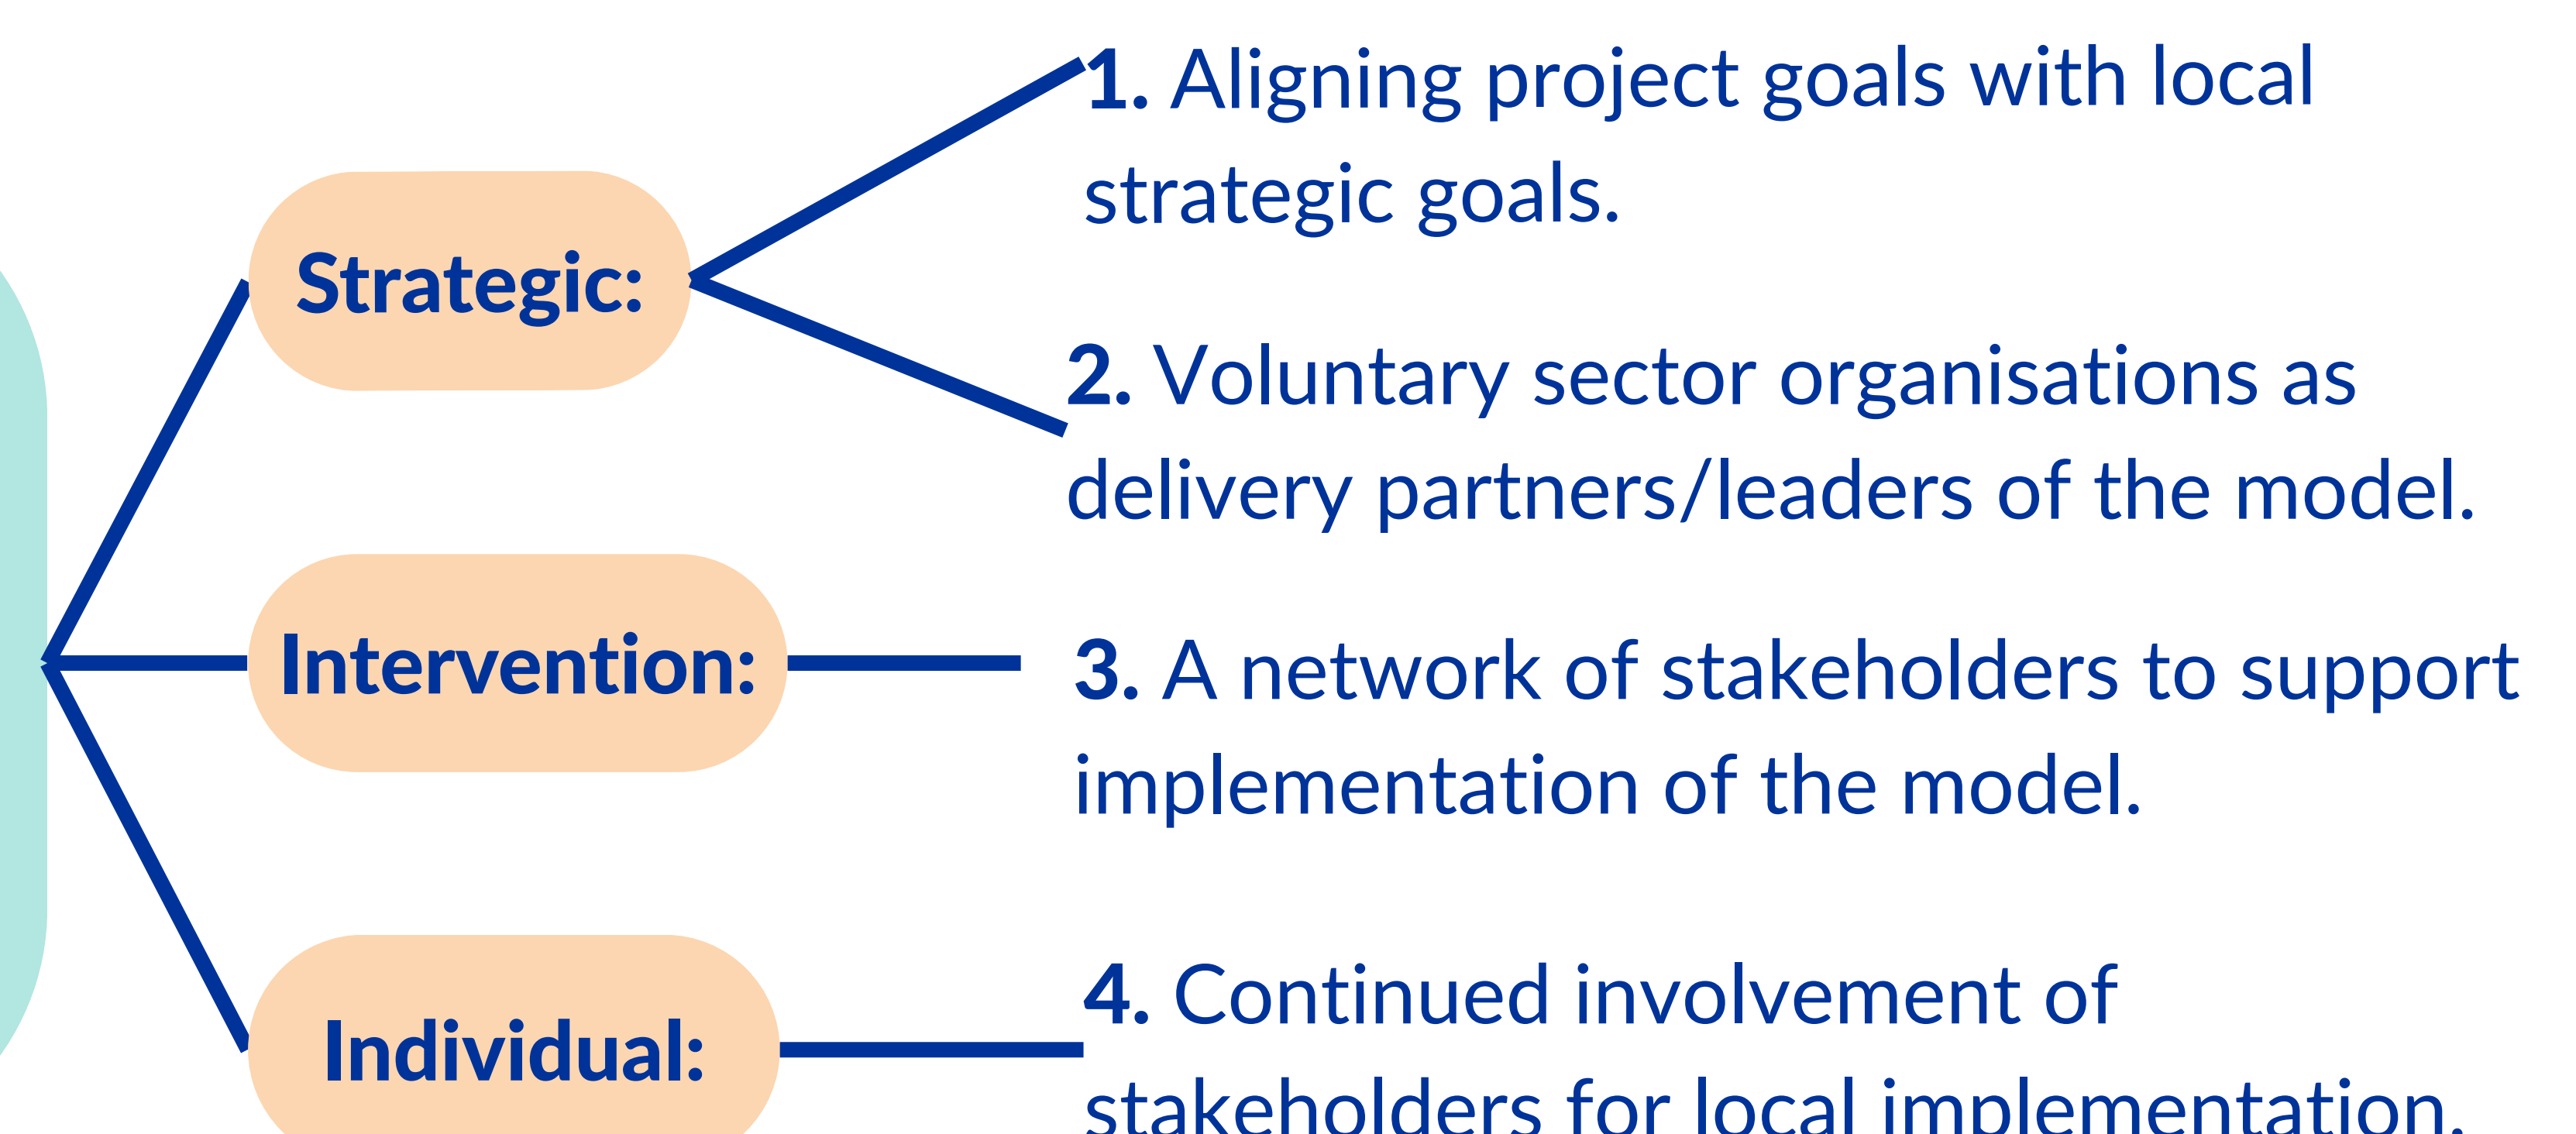 1. Aligning project goals with local
strategic goals.
Strategic:
2. Voluntary sector organisations as
delivery partners/leaders of the model.
Intervention:
3. A network of stakeholders to support
implementation of the model.
Individual:
4. Continued involvement of
stakeholders for local implementation.